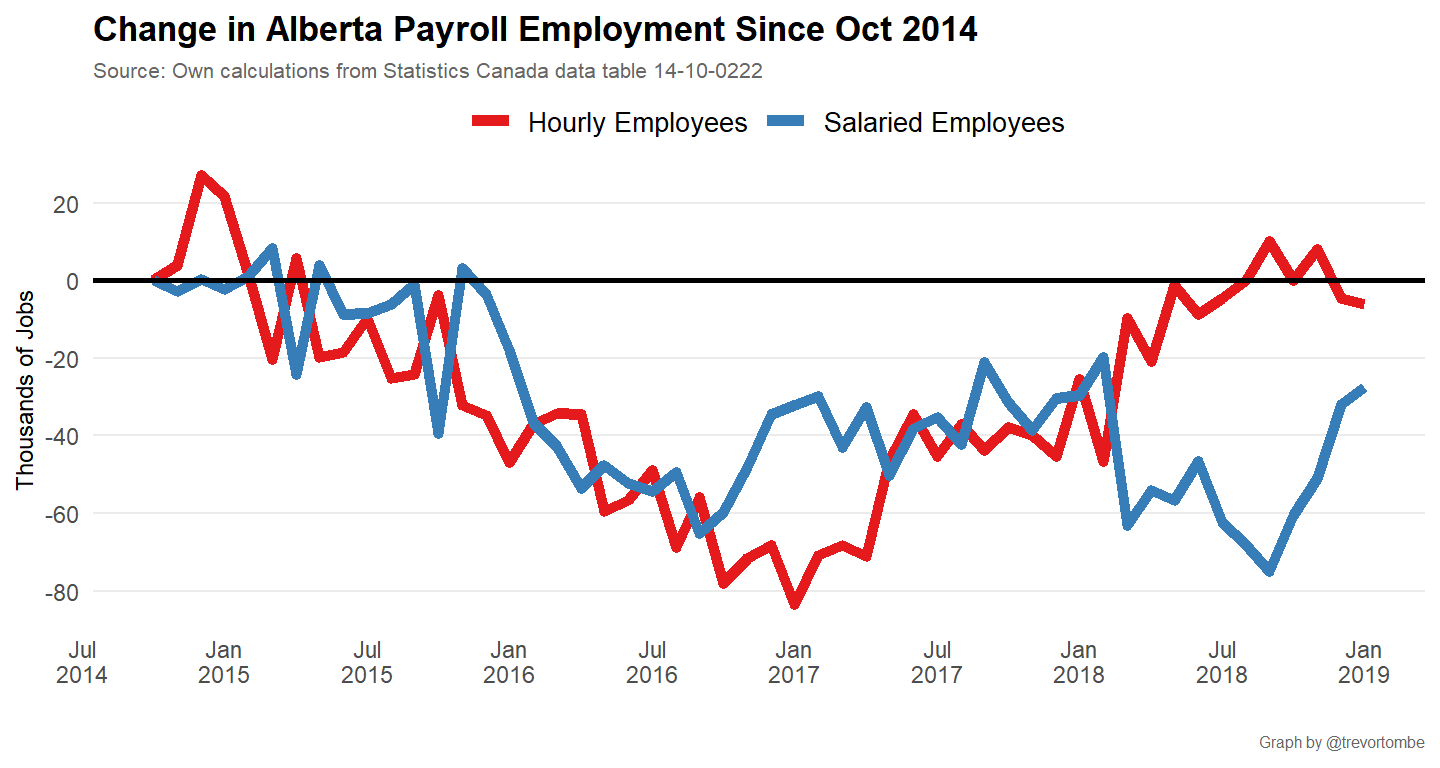 Change in Alberta Payroll Employment Since Oct 2014
Source: Own calculations from Statistics Canada data table 14-10-0222
Hourly Employees Salaried Employees
Thousands of Jobs
20
0
-20
-40
-60
-80
Jul Jan Jul Jan Jul Jan Jul Jan Jul Jan
2014 2015 2015 2016 2016 2017 2017 2018 2018 2019
Graph by @trevortombe